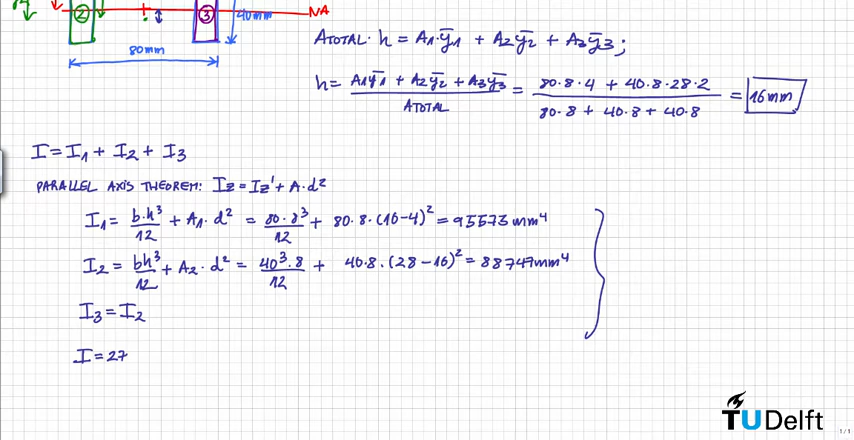 ② ③ NA
40mm
80mm
ATOTAL · h = A1·ȳ1 + A2ȳ2 + A3ȳ3 ;
h = A1ȳ1 + A2ȳ2 + A3ȳ3 / ATOTAL = 80·8·4 + 40·8·28·2 / 80·8 + 40·8 + 40·8 = 16mm
I = I1 + I2 + I3
PARALLEL AXIS THEOREM: Iz = Iz' + A·d²
I1 = b·h³/12 + A1·d² = 80·8³/12 + 80·8·(16-4)² = 95573 mm⁴
I2 = bh³/12 + A2·d² = 40³·8/12 + 40·8·(28-16)² = 88747mm⁴
I3 = I2
I = 27
TUDelft
1/1